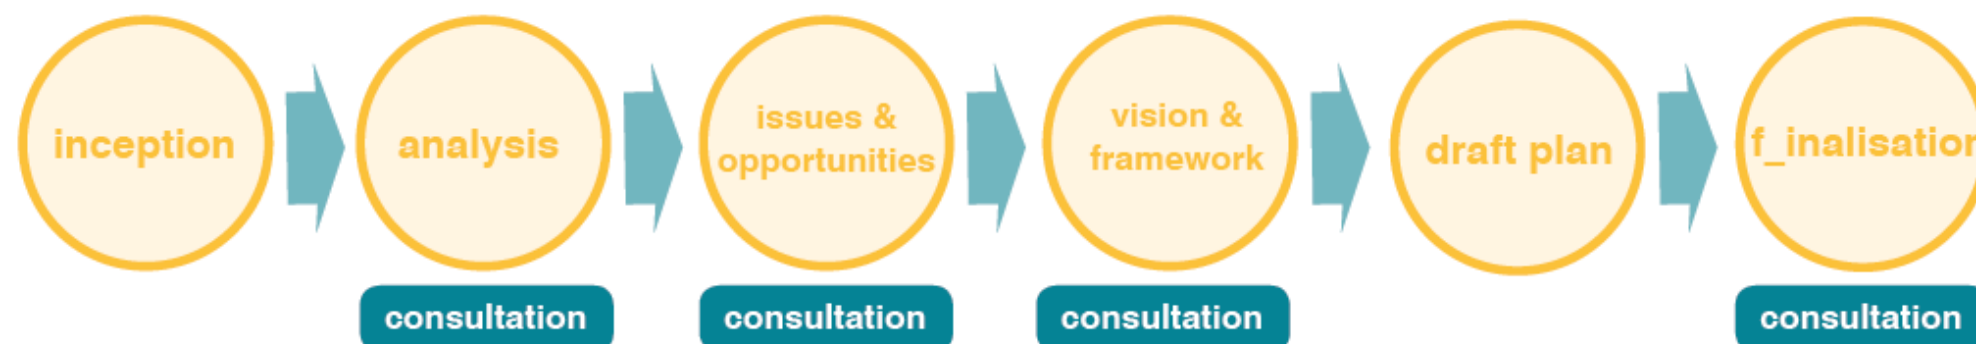 inception
analysis
issues &
opportunities
vision &
framework
draft plan
f_inalisation
consultation
consultation
consultation
consultation